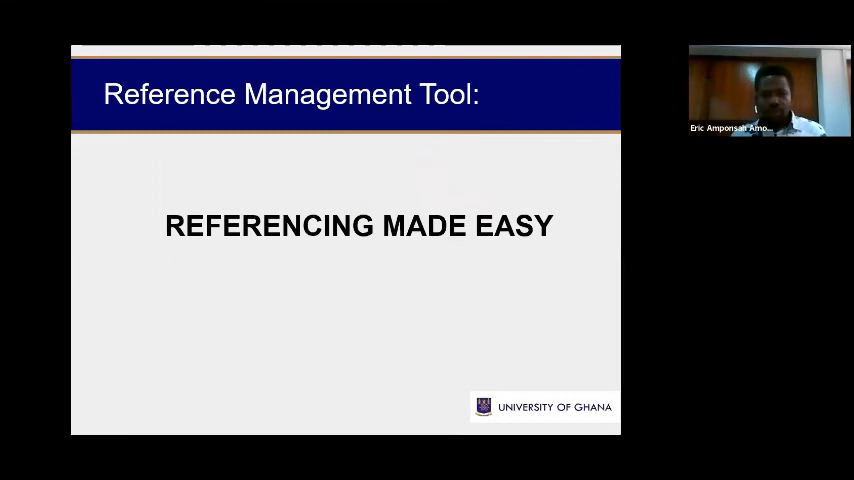 Reference Management Tool:
Eric Amponsah Amo...
REFERENCING MADE EASY
UNIVERSITY OF GHANA